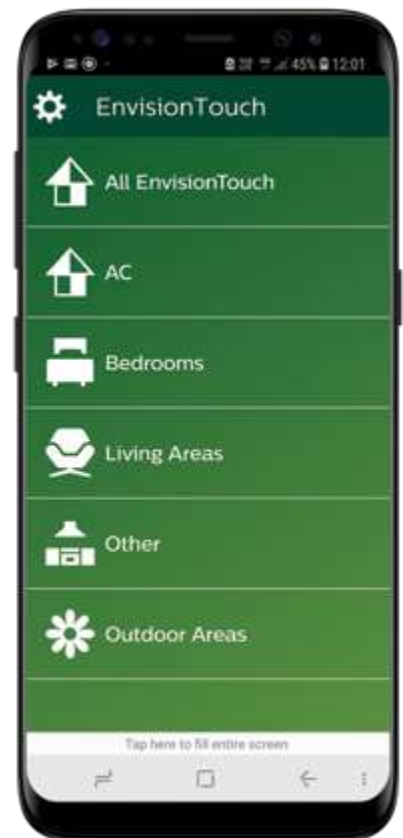 45% 12:01
EnvisionTouch
All EnvisionTouch
AC
Bedrooms
Living Areas
Other
Outdoor Areas
Tap here to fill entire screen